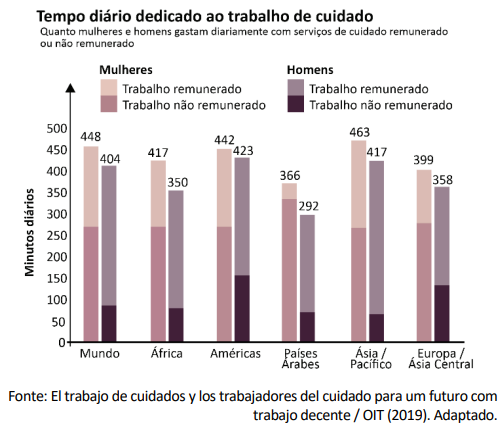 Tempo diário dedicado ao trabalho de cuidado
Quanto mulheres e homens gastam diariamente com serviços de cuidado remunerado
ou não remunerado
Mulheres
Trabalho remunerado
Trabalho não remunerado
Homens
Trabalho remunerado
Trabalho não remunerado
Minutos diários
500
450
400
350
300
250
200
150
100
50
0
448
404
417
350
442
423
366
292
463
417
399
358
Mundo
África
Américas
Países
Árabes
Ásia /
Pacífico
Europa /
Ásia Central
Fonte: El trabajo de cuidados y los trabajadores del cuidado para um futuro com
trabajo decente / OIT (2019). Adaptado.